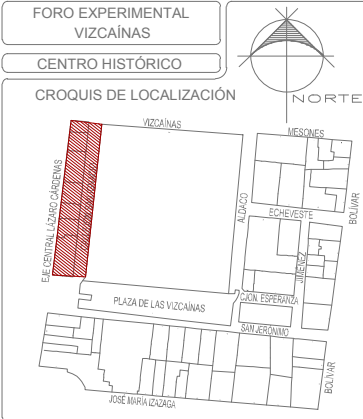 FORO EXPERIMENTAL
VIZCAÍNAS
CENTRO HISTÓRICO
CROQUIS DE LOCALIZACIÓN
NORTE
VIZCAÍNAS
MESONES
EJE CENTRAL LÁZARO CÁRDENAS
ALDACO
BOLÍVAR
ECHEVESTE
JIMENEZ
CJON. ESPERANZA
PLAZA DE LAS VIZCAÍNAS
SAN JERÓNIMO
BOLIVAR
JOSÉ MARÍA IZAZAGA